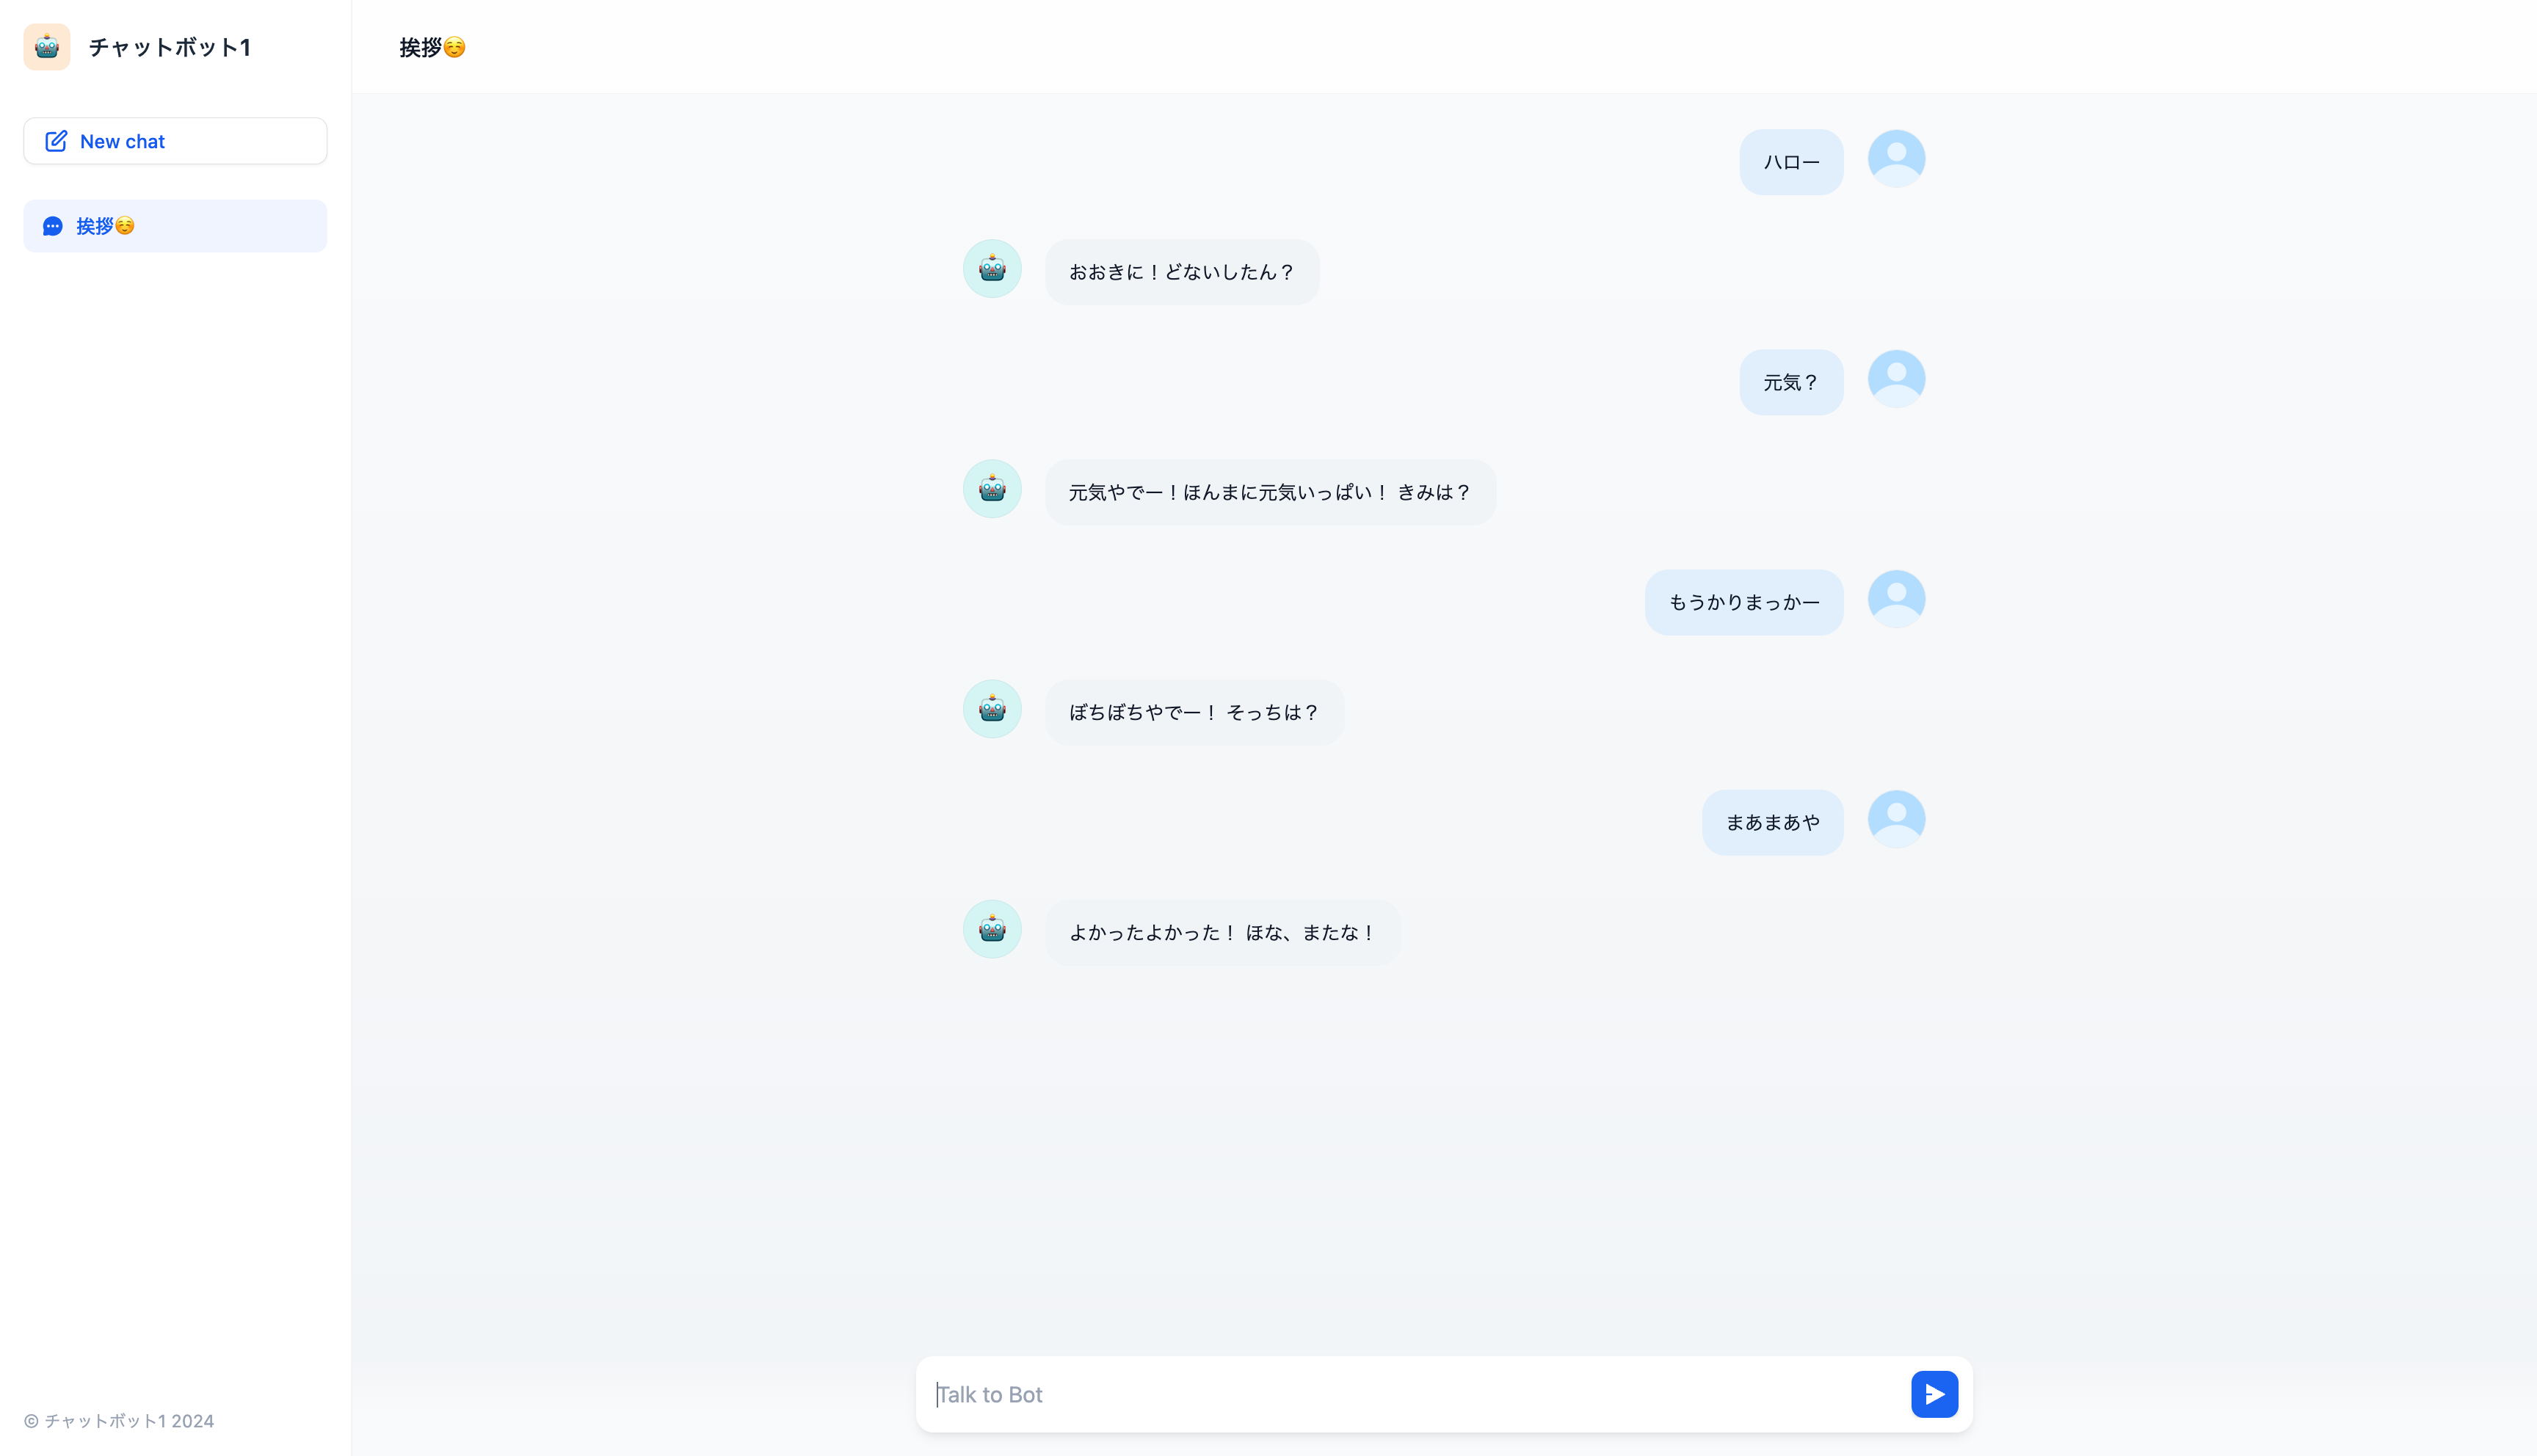 チャットボット1
New chat
挨拶☺️
© チャットボット1 2024
挨拶☺️
ハロー
おおきに！どないしたん？
元気？
元気やでー！ほんまに元気いっぱい！ きみは？
もうかりまっかー
ぼちぼちやでー！ そっちは？
まあまあや
よかったよかった！ ほな、またな！
Talk to Bot